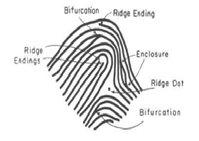 Bifurcation
Ridge Ending
Ridge
Endings
Enclosure
Ridge Dot
Bifurcation